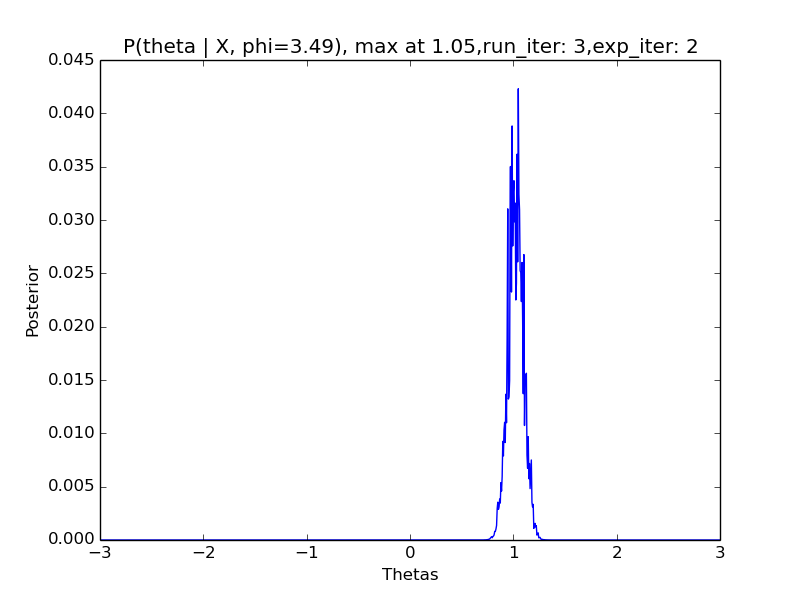 P(theta | X, phi=3.49), max at 1.05,run_iter: 3,exp_iter: 2
0.045
0.040
0.035
0.030
0.025
0.020
0.015
0.010
0.005
0.000
Posterior
−3 −2 −1 0 1 2 3
Thetas